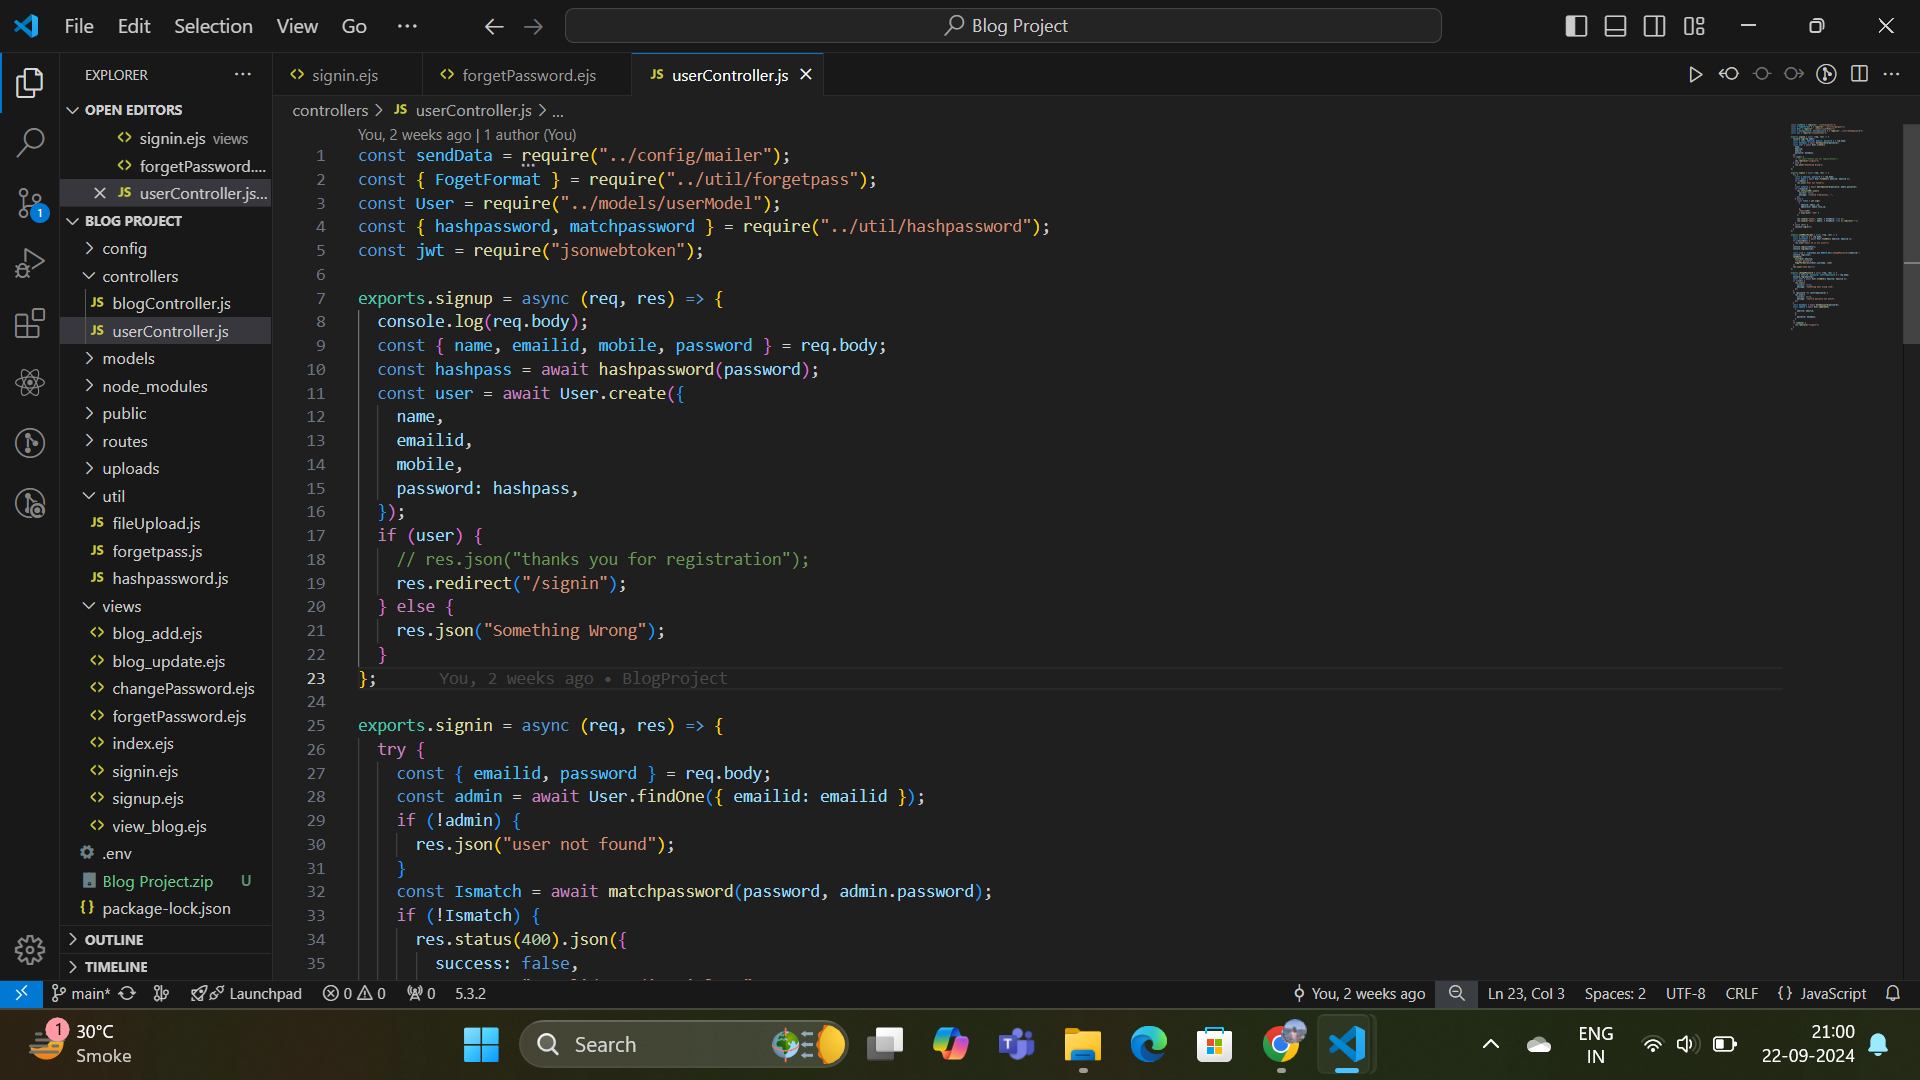 File Edit Selection View Go ··· Blog Project
EXPLORER ···
OPEN EDITORS
signin.ejs views
forgetPassword....
JS userController.js...
BLOG PROJECT
config
controllers
JS blogController.js
JS userController.js
models
node_modules
public
routes
uploads
util
JS fileUpload.js
JS forgetpass.js
JS hashpassword.js
views
blog_add.ejs
blog_update.ejs
changePassword.ejs
forgetPassword.ejs
index.ejs
signin.ejs
signup.ejs
view_blog.ejs
.env
Blog Project.zip U
{} package-lock.json
OUTLINE
TIMELINE
1
<> signin.ejs <> forgetPassword.ejs JS userController.js
controllers > JS userController.js > ...
You, 2 weeks ago | 1 author (You)
1 const sendData = require("../config/mailer");
2 const { FogetFormat } = require("../util/forgetpass");
3 const User = require("../models/userModel");
4 const { hashpassword, matchpassword } = require("../util/hashpassword");
5 const jwt = require("jsonwebtoken");
6
7 exports.signup = async (req, res) => {
8 console.log(req.body);
9 const { name, emailid, mobile, password } = req.body;
10 const hashpass = await hashpassword(password);
11 const user = await User.create({
12 name,
13 emailid,
14 mobile,
15 password: hashpass,
16 });
17 if (user) {
18 // res.json("thanks you for registration");
19 res.redirect("/signin");
20 } else {
21 res.json("Something Wrong");
22 }
23 }; You, 2 weeks ago • BlogProject
24
25 exports.signin = async (req, res) => {
26 try {
27 const { emailid, password } = req.body;
28 const admin = await User.findOne({ emailid: emailid });
29 if (!admin) {
30 res.json("user not found");
31 }
32 const Ismatch = await matchpassword(password, admin.password);
33 if (!Ismatch) {
34 res.status(400).json({
35 success: false,
main* Launchpad 0 0 0 5.3.2 You, 2 weeks ago Ln 23, Col 3 Spaces: 2 UTF-8 CRLF {} JavaScript
1 30°C
Smoke
Search
ENG
IN
21:00
22-09-2024